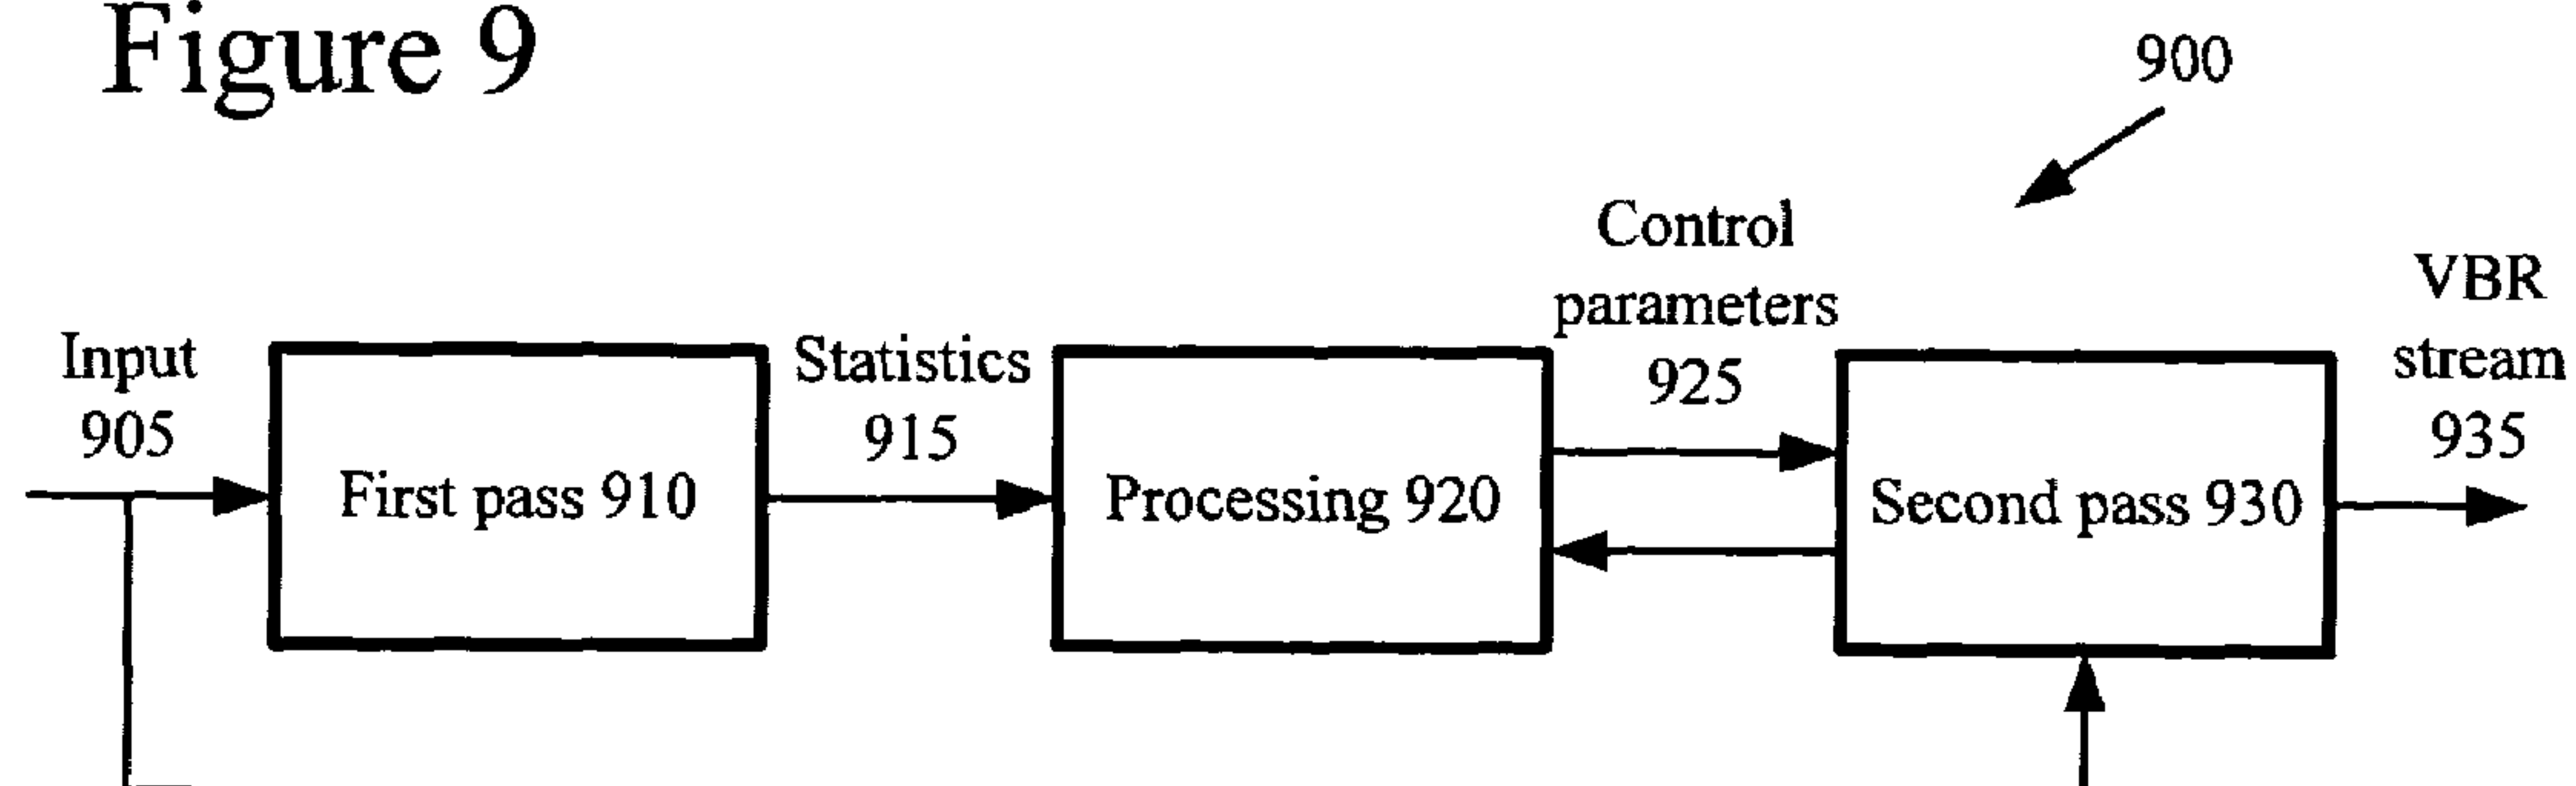 Figure 9
900
Input
905
First pass 910
Statistics
915
Processing 920
Control
parameters
925
Second pass 930
VBR
stream
935